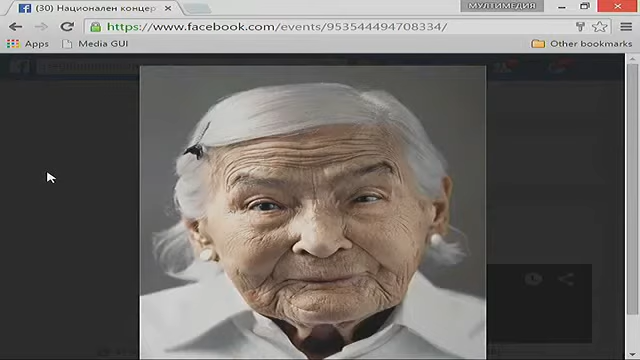 (30) Национален концер
МУЛТИМЕДИЯ
https://www.facebook.com/events/953544494708334/
Apps
Media GUI
Other bookmarks